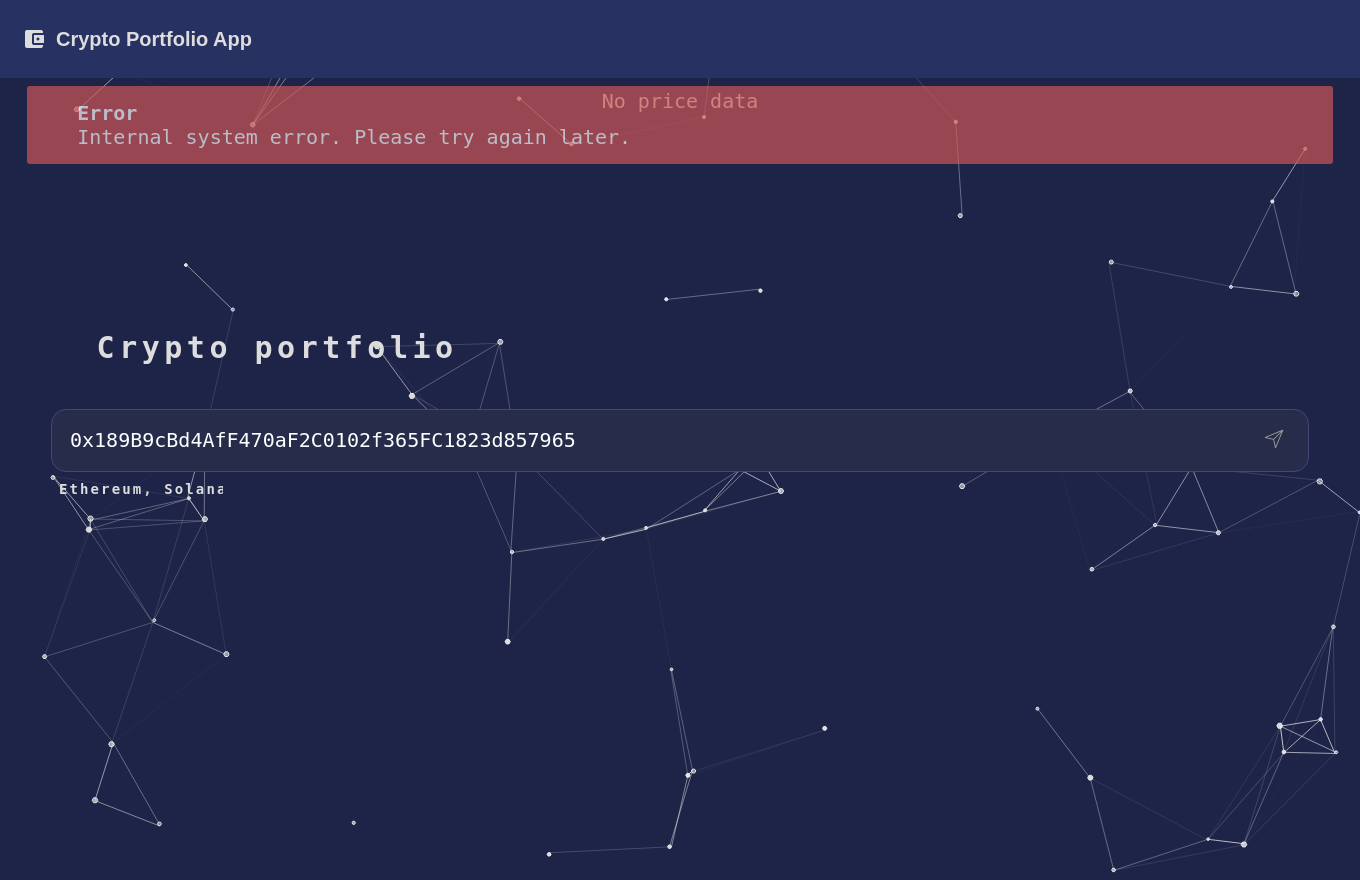 Crypto Portfolio App
No price data
Error
Internal system error. Please try again later.
Crypto portfolio
0x189B9cBd4AfF470aF2C0102f365FC1823d857965
Ethereum, Solana